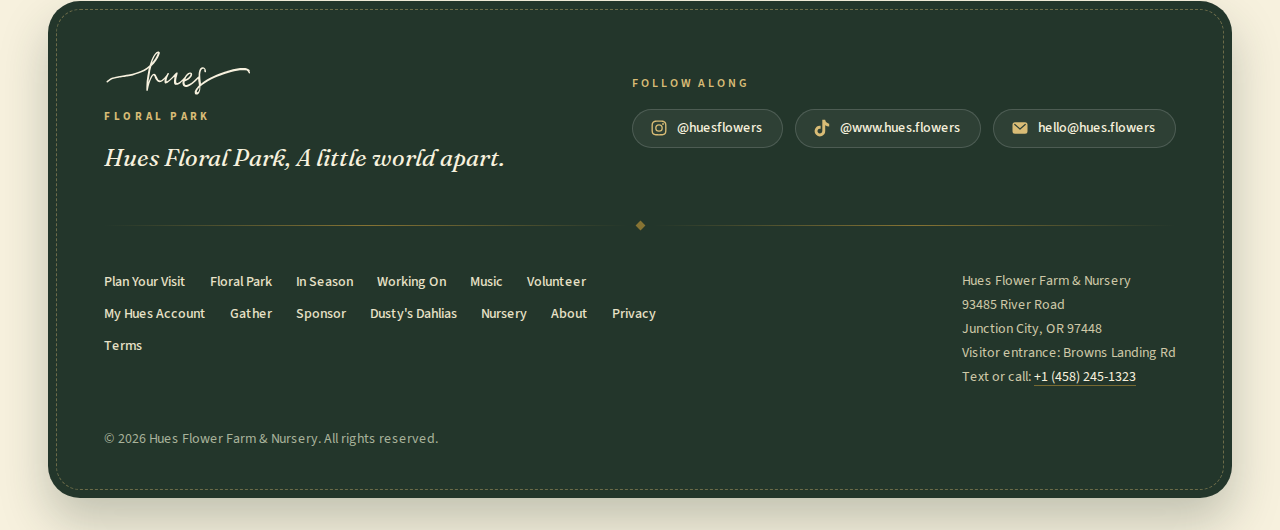 hues
FLORAL PARK
Hues Floral Park, A little world apart.
FOLLOW ALONG
@huesflowers
@www.hues.flowers
hello@hues.flowers
Plan Your Visit Floral Park In Season Working On Music Volunteer
My Hues Account Gather Sponsor Dusty's Dahlias Nursery About Privacy
Terms
Hues Flower Farm & Nursery
93485 River Road
Junction City, OR 97448
Visitor entrance: Browns Landing Rd
Text or call: +1 (458) 245-1323
© 2026 Hues Flower Farm & Nursery. All rights reserved.